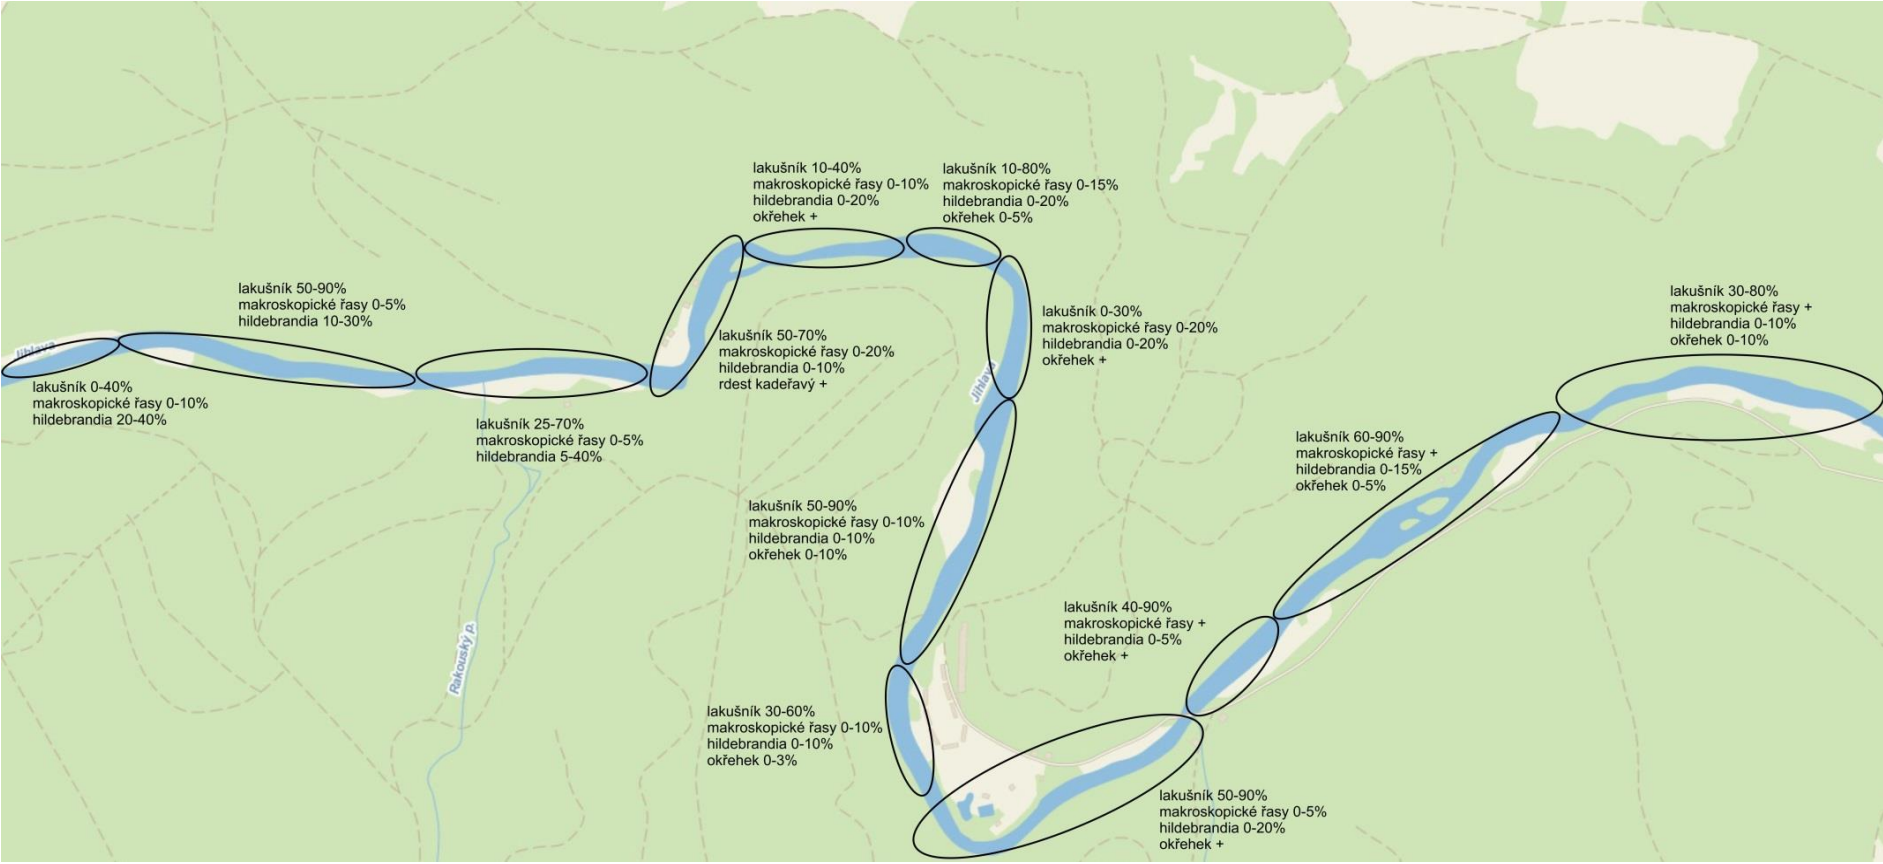 lakušník 10-40%
makroskopické řasy 0-10%
hildebrandia 0-20%
okřehek +
lakušník 10-80%
makroskopické řasy 0-15%
hildebrandia 0-20%
okřehek 0-5%
lakušník 50-90%
makroskopické řasy 0-5%
hildebrandia 10-30%
lakušník 30-80%
makroskopické řasy +
hildebrandia 0-10%
okřehek 0-10%
lakušník 0-30%
makroskopické řasy 0-20%
hildebrandia 0-20%
okřehek +
lakušník 50-70%
makroskopické řasy 0-20%
hildebrandia 0-10%
rdest kadeřavý +
Jihlava
lakušník 0-40%
makroskopické řasy 0-10%
hildebrandia 20-40%
Jihlava
lakušník 25-70%
makroskopické řasy 0-5%
hildebrandia 5-40%
lakušník 60-90%
makroskopické řasy +
hildebrandia 0-15%
okřehek 0-5%
lakušník 50-90%
makroskopické řasy 0-10%
hildebrandia 0-10%
okřehek 0-10%
lakušník 40-90%
makroskopické řasy +
hildebrandia 0-5%
okřehek +
Rakouský p.
lakušník 30-60%
makroskopické řasy 0-10%
hildebrandia 0-10%
okřehek 0-3%
lakušník 50-90%
makroskopické řasy 0-5%
hildebrandia 0-20%
okřehek +